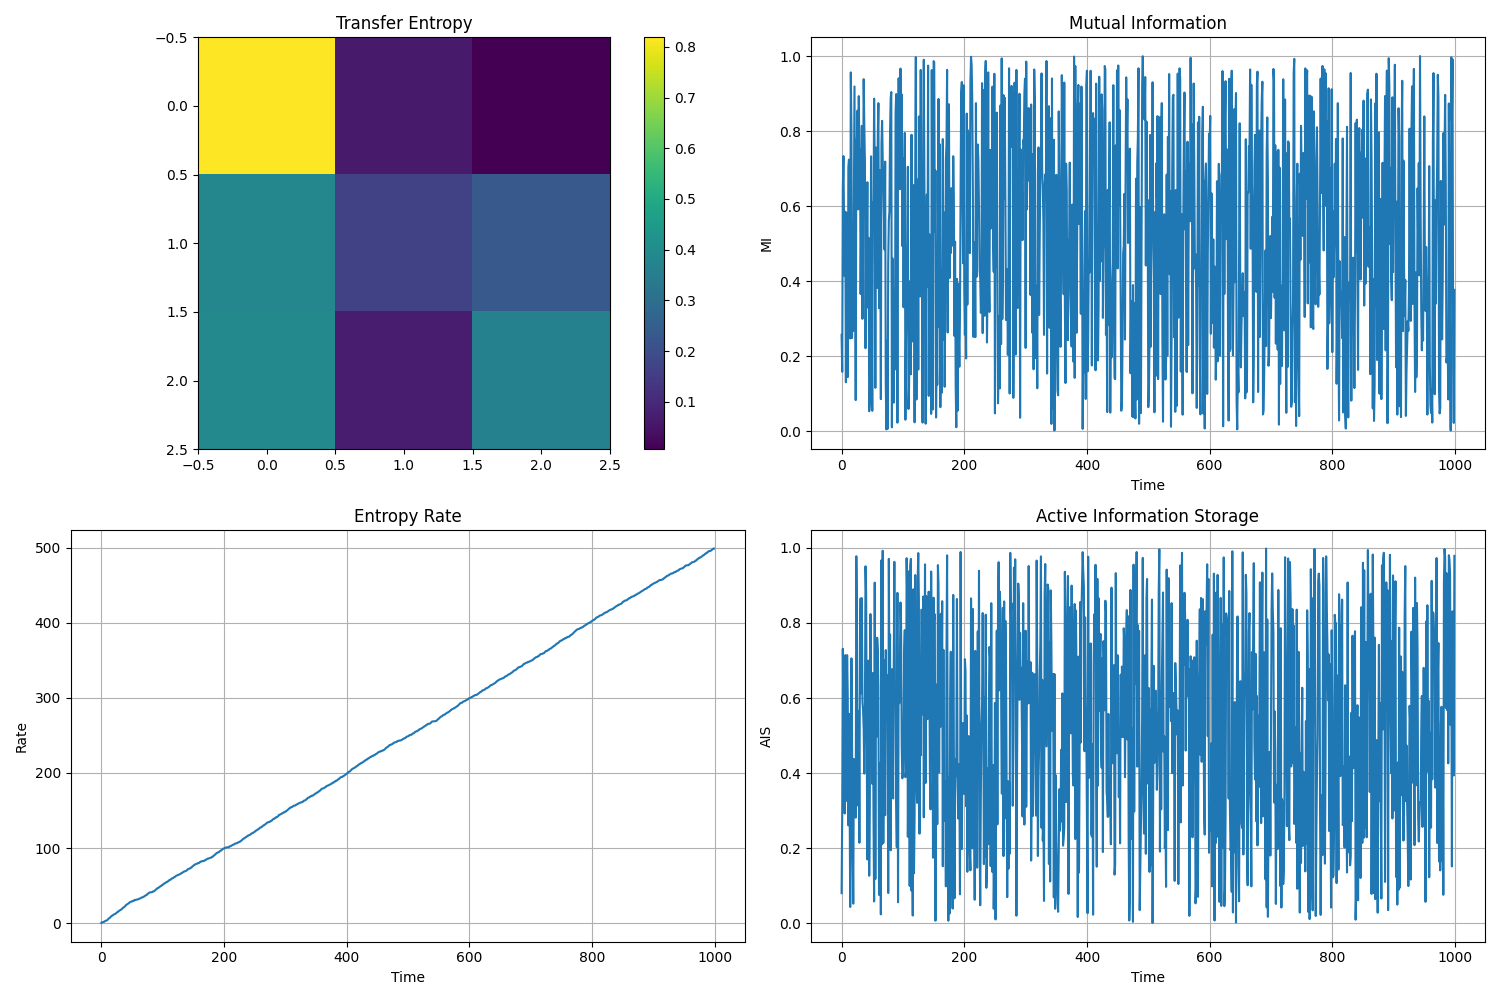 Transfer Entropy
−0.5
0.0
0.5
1.0
1.5
2.0
2.5
−0.5 0.0 0.5 1.0 1.5 2.0 2.5
0.8
0.7
0.6
0.5
0.4
0.3
0.2
0.1
Mutual Information
MI
1.0
0.8
0.6
0.4
0.2
0.0
0 200 400 600 800 1000
Time
Entropy Rate
Rate
500
400
300
200
100
0
0 200 400 600 800 1000
Time
Active Information Storage
AIS
1.0
0.8
0.6
0.4
0.2
0.0
0 200 400 600 800 1000
Time